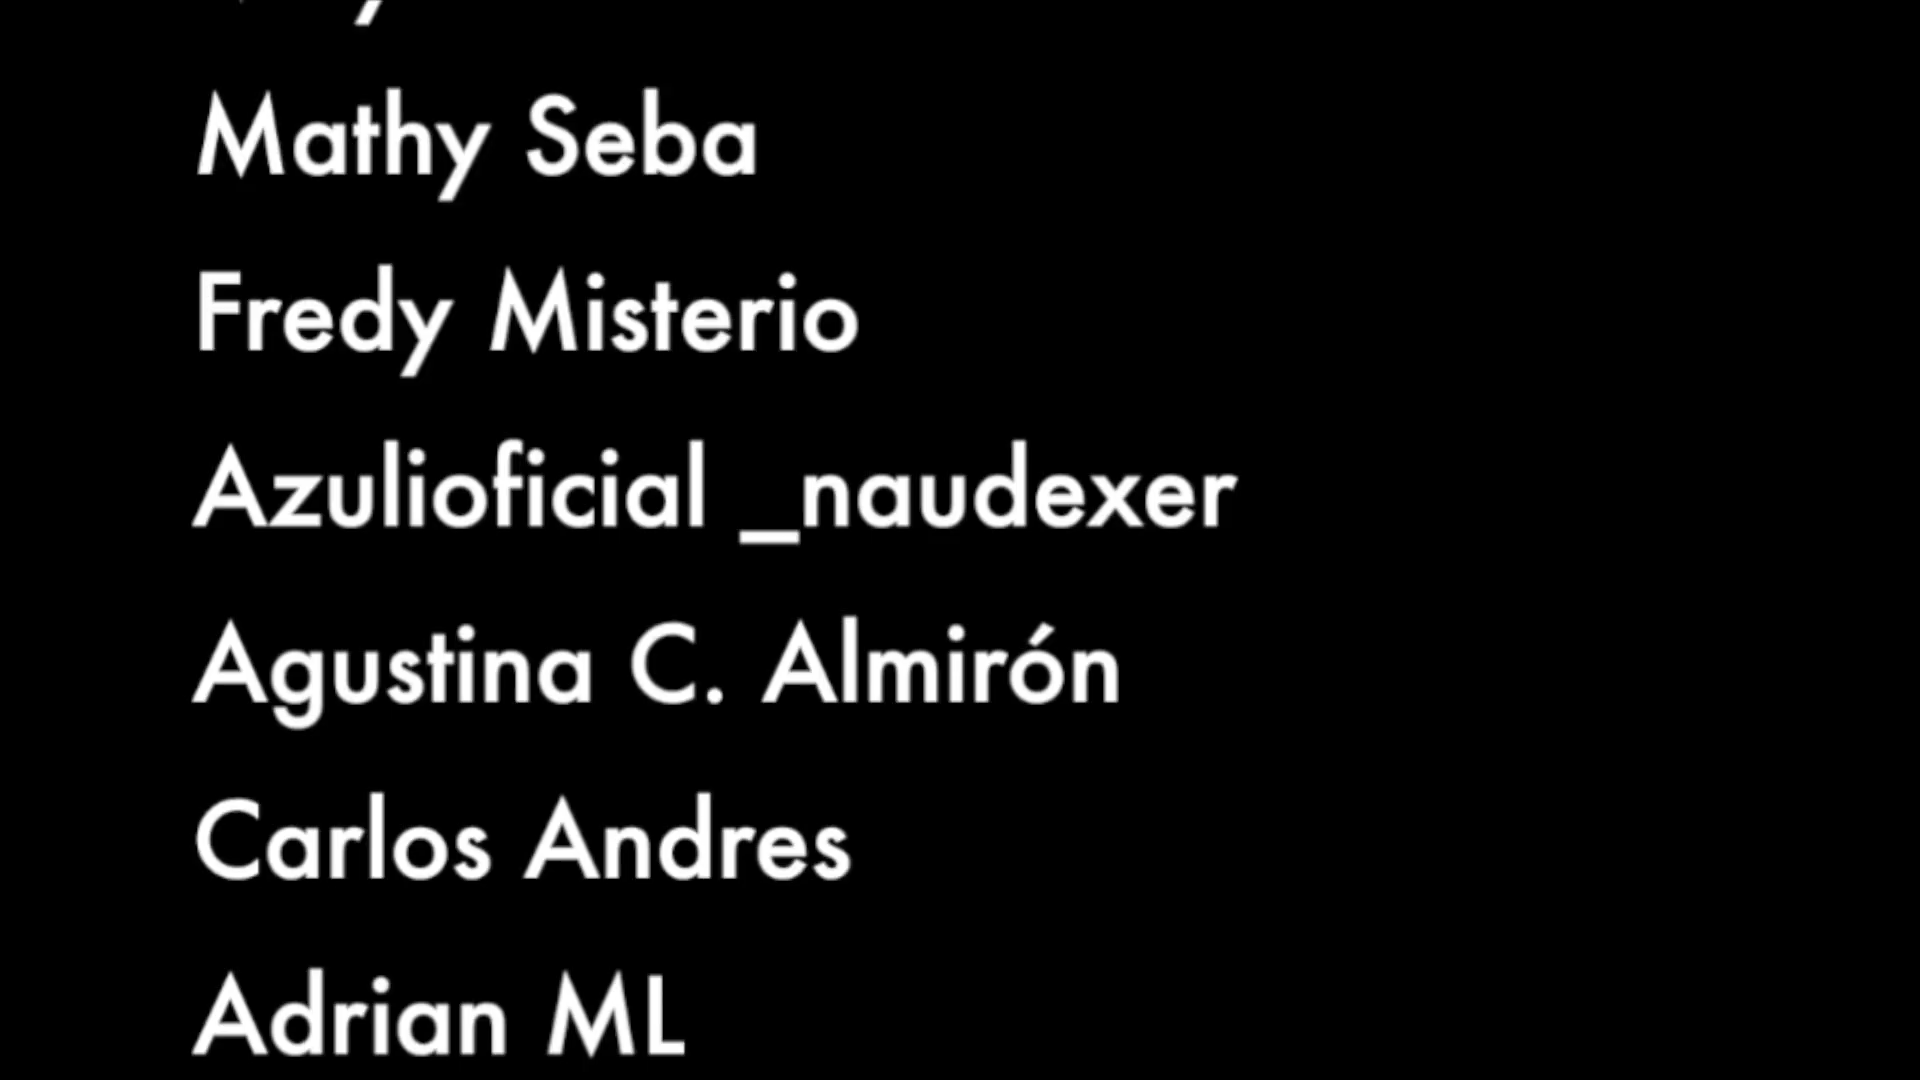 Mathy Seba
Fredy Misterio
Azulioficial _naudexer
Agustina C. Almirón
Carlos Andres
Adrian ML